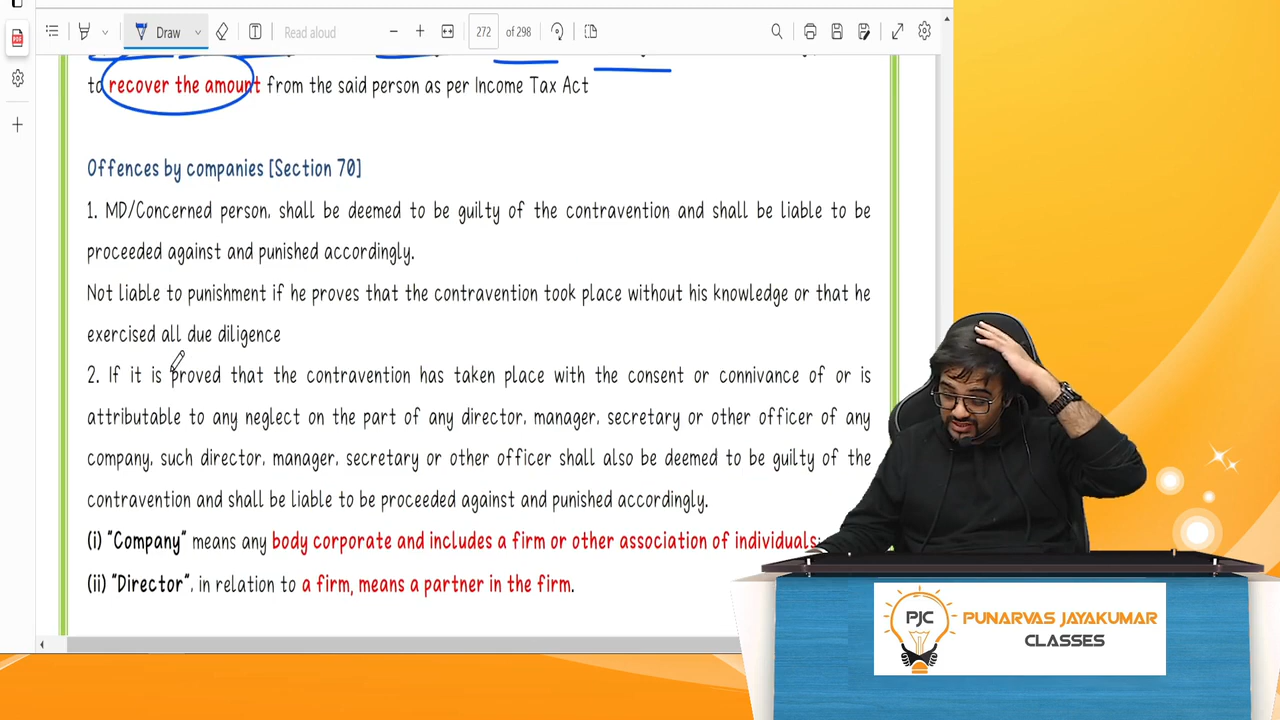 Draw
Read aloud
272
of 298
to recover the amount from the said person as per Income Tax Act
Offences by companies [Section 70]
1. MD/Concerned person, shall be deemed to be guilty of the contravention and shall be liable to be
proceeded against and punished accordingly.
Not liable to punishment if he proves that the contravention took place without his knowledge or that he
exercised all due diligence
2. If it is proved that the contravention has taken place with the consent or connivance of or is
attributable to any neglect on the part of any director, manager, secretary or other officer of any
company, such director, manager, secretary or other officer shall also be deemed to be guilty of the
contravention and shall be liable to be proceeded against and punished accordingly.
(i) "Company" means any body corporate and includes a firm or other association of individuals;
(ii) "Director", in relation to a firm, means a partner in the firm.
PJC
PUNARVAS JAYAKUMAR
CLASSES